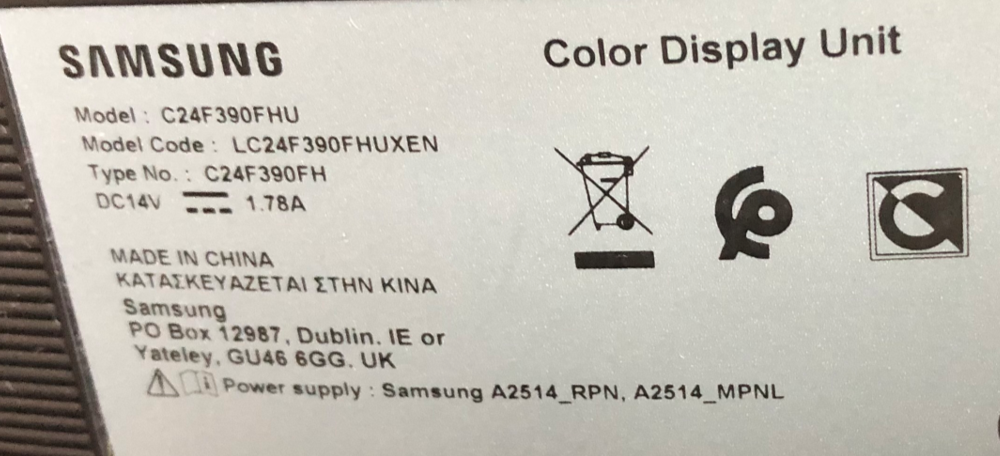 SAMSUNG
Color Display Unit
Model : C24F390FHU
Model Code : LC24F390FHUXEN
Type No. : C24F390FH
DC14V 1.78A
MADE IN CHINA
ΚΑΤΑΣΚΕΥΑΖΕΤΑΙ ΣΤΗΝ ΚΙΝΑ
Samsung
PO Box 12987, Dublin. IE or
Yateley, GU46 6GG. UK
Power supply : Samsung A2514_RPN, A2514_MPNL